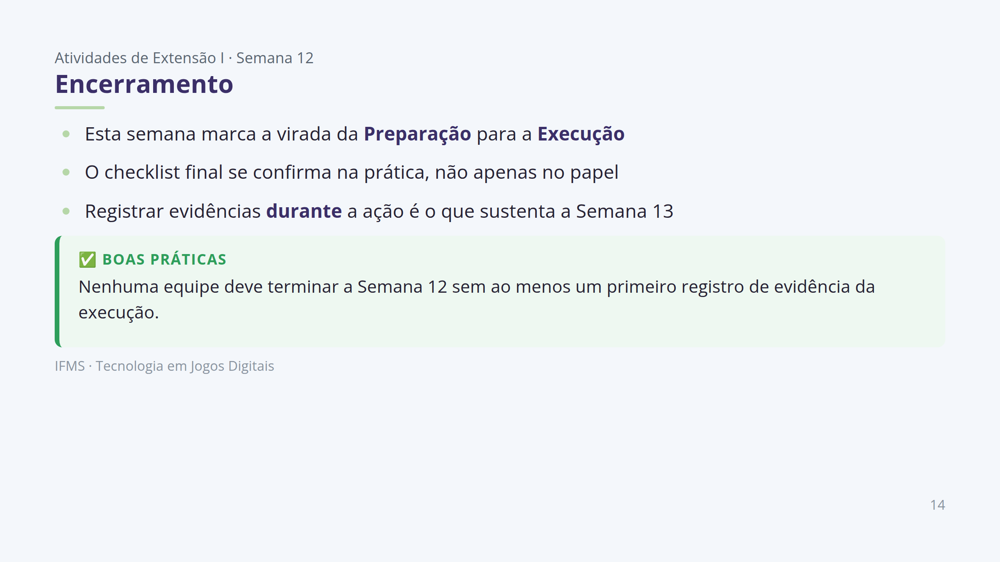 Atividades de Extensão I · Semana 12
Encerramento
Esta semana marca a virada da Preparação para a Execução
O checklist final se confirma na prática, não apenas no papel
Registrar evidências durante a ação é o que sustenta a Semana 13
✅ BOAS PRÁTICAS
Nenhuma equipe deve terminar a Semana 12 sem ao menos um primeiro registro de evidência da
execução.
IFMS · Tecnologia em Jogos Digitais
14